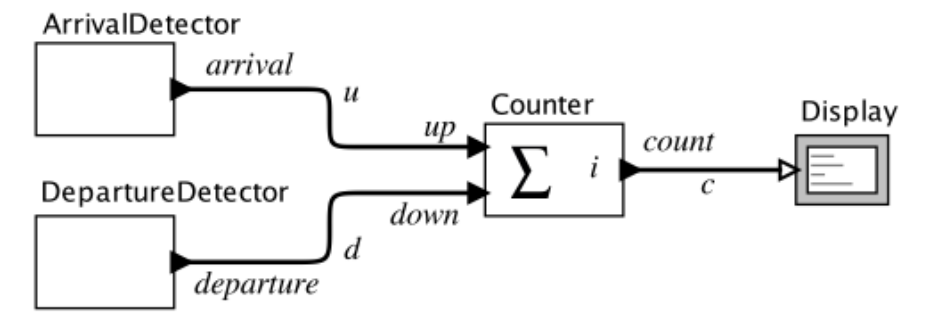 ArrivalDetector
arrival
u
up
Counter
Σ
i
count
c
Display
DepartureDetector
down
d
departure